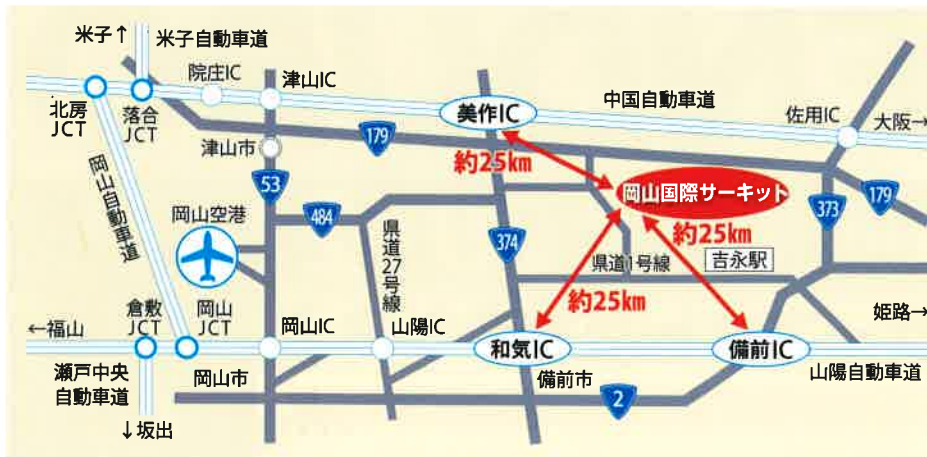 米子↑
米子自動車道
院庄IC
津山IC
北房
JCT
落合
JCT
美作IC
中国自動車道
佐用IC
大阪→
津山市
179
約25km
岡山国際サーキット
53
484
373
179
岡山自動車道
岡山空港
県道27号線
374
県道1号線
吉永駅
約25km
約25km
←福山
倉敷
JCT
岡山
JCT
岡山IC
山陽IC
和気IC
備前IC
姫路→
瀬戸中央
自動車道
岡山市
備前市
2
山陽自動車道
↓坂出